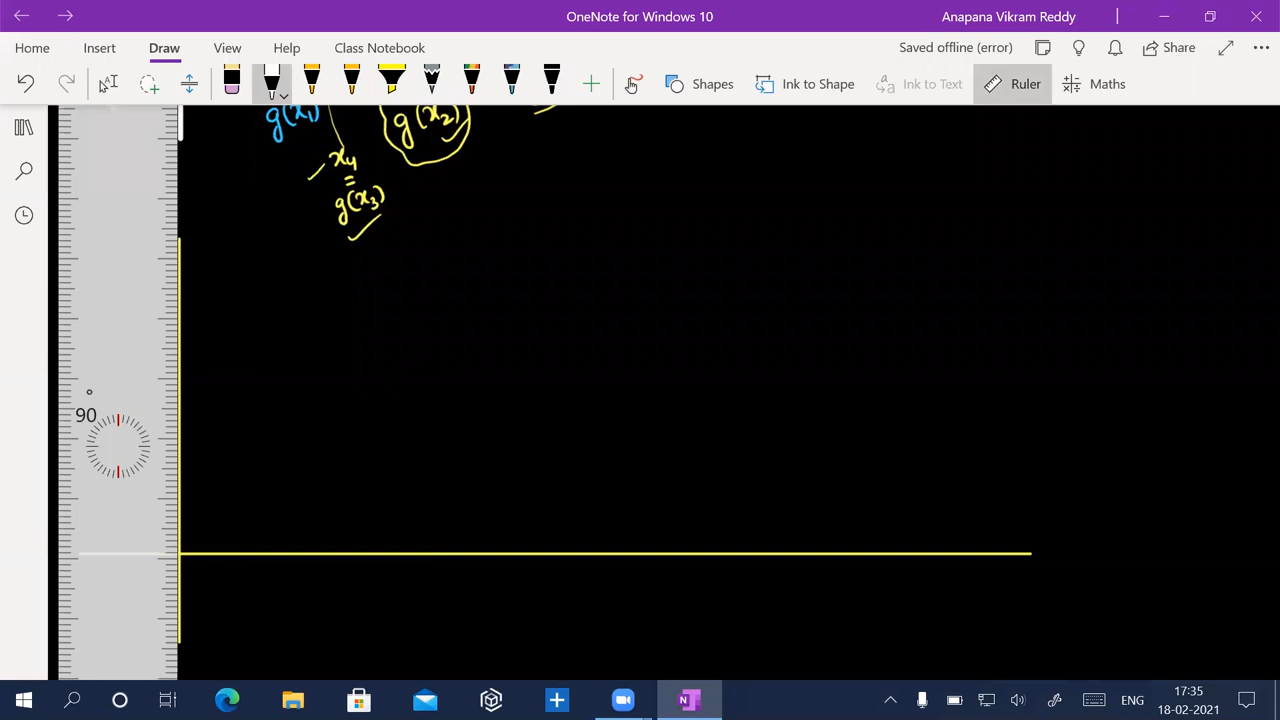 OneNote for Windows 10
Anapana Vikram Reddy
Home Insert Draw View Help Class Notebook
Saved offline (error)
Share
Ink to Shape
Shapes
Ink to Text
Ruler
Maths
g(x₁)
g(x₂)
x₄
=
g(x₃)
90°
ENG
17:35
18-02-2021